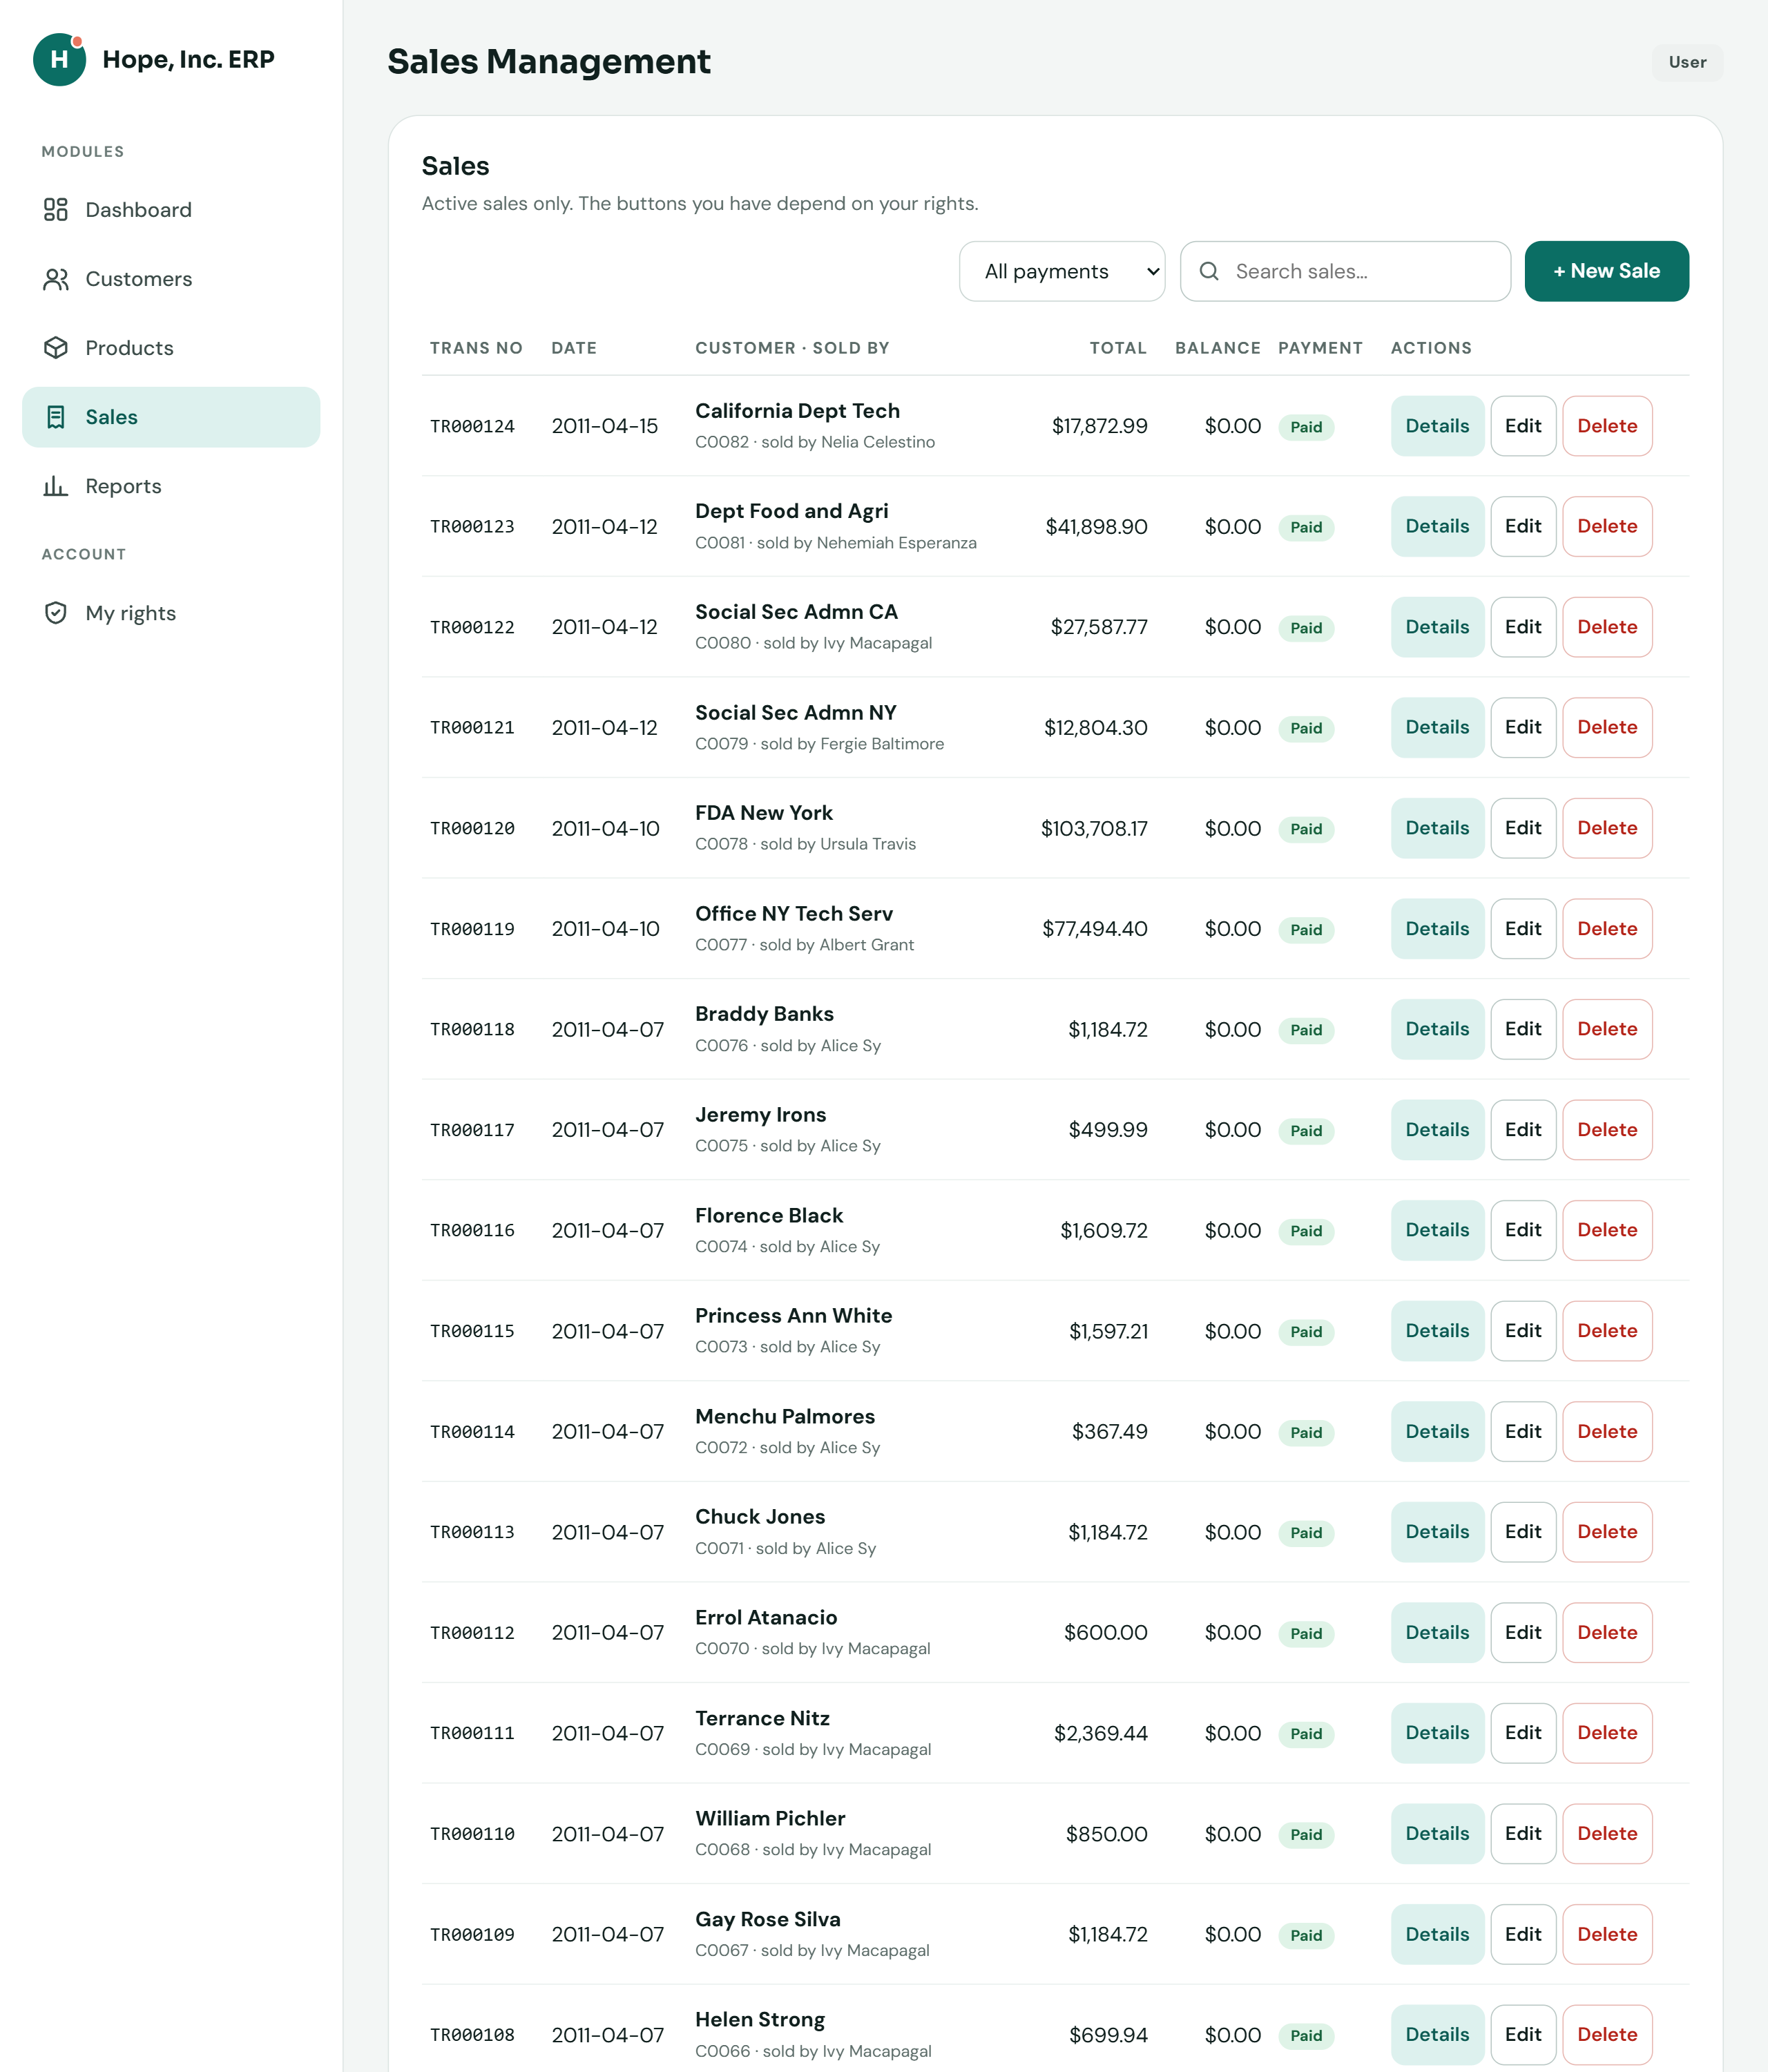 H Hope, Inc. ERP
MODULES
Dashboard
Customers
Products
Sales
Reports
ACCOUNT
My rights
Sales Management
User
Sales
Active sales only. The buttons you have depend on your rights.
All payments Search sales... + New Sale
TRANS NO DATE CUSTOMER · SOLD BY TOTAL BALANCE PAYMENT ACTIONS
TR000124 2011-04-15 California Dept Tech $17,872.99 $0.00 Paid Details Edit Delete
C0082 · sold by Nelia Celestino
TR000123 2011-04-12 Dept Food and Agri $41,898.90 $0.00 Paid Details Edit Delete
C0081 · sold by Nehemiah Esperanza
TR000122 2011-04-12 Social Sec Admn CA $27,587.77 $0.00 Paid Details Edit Delete
C0080 · sold by Ivy Macapagal
TR000121 2011-04-12 Social Sec Admn NY $12,804.30 $0.00 Paid Details Edit Delete
C0079 · sold by Fergie Baltimore
TR000120 2011-04-10 FDA New York $103,708.17 $0.00 Paid Details Edit Delete
C0078 · sold by Ursula Travis
TR000119 2011-04-10 Office NY Tech Serv $77,494.40 $0.00 Paid Details Edit Delete
C0077 · sold by Albert Grant
TR000118 2011-04-07 Braddy Banks $1,184.72 $0.00 Paid Details Edit Delete
C0076 · sold by Alice Sy
TR000117 2011-04-07 Jeremy Irons $499.99 $0.00 Paid Details Edit Delete
C0075 · sold by Alice Sy
TR000116 2011-04-07 Florence Black $1,609.72 $0.00 Paid Details Edit Delete
C0074 · sold by Alice Sy
TR000115 2011-04-07 Princess Ann White $1,597.21 $0.00 Paid Details Edit Delete
C0073 · sold by Alice Sy
TR000114 2011-04-07 Menchu Palmores $367.49 $0.00 Paid Details Edit Delete
C0072 · sold by Alice Sy
TR000113 2011-04-07 Chuck Jones $1,184.72 $0.00 Paid Details Edit Delete
C0071 · sold by Alice Sy
TR000112 2011-04-07 Errol Atanacio $600.00 $0.00 Paid Details Edit Delete
C0070 · sold by Ivy Macapagal
TR000111 2011-04-07 Terrance Nitz $2,369.44 $0.00 Paid Details Edit Delete
C0069 · sold by Ivy Macapagal
TR000110 2011-04-07 William Pichler $850.00 $0.00 Paid Details Edit Delete
C0068 · sold by Ivy Macapagal
TR000109 2011-04-07 Gay Rose Silva $1,184.72 $0.00 Paid Details Edit Delete
C0067 · sold by Ivy Macapagal
TR000108 2011-04-07 Helen Strong $699.94 $0.00 Paid Details Edit Delete
C0066 · sold by Ivy Macapagal